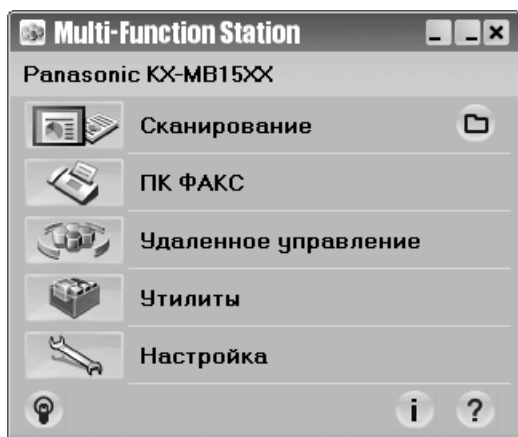 Multi-Function Station
Panasonic KX-MB15XX
Сканирование
ПК ФАКС
Удаленное управление
Утилиты
Настройка
i ?